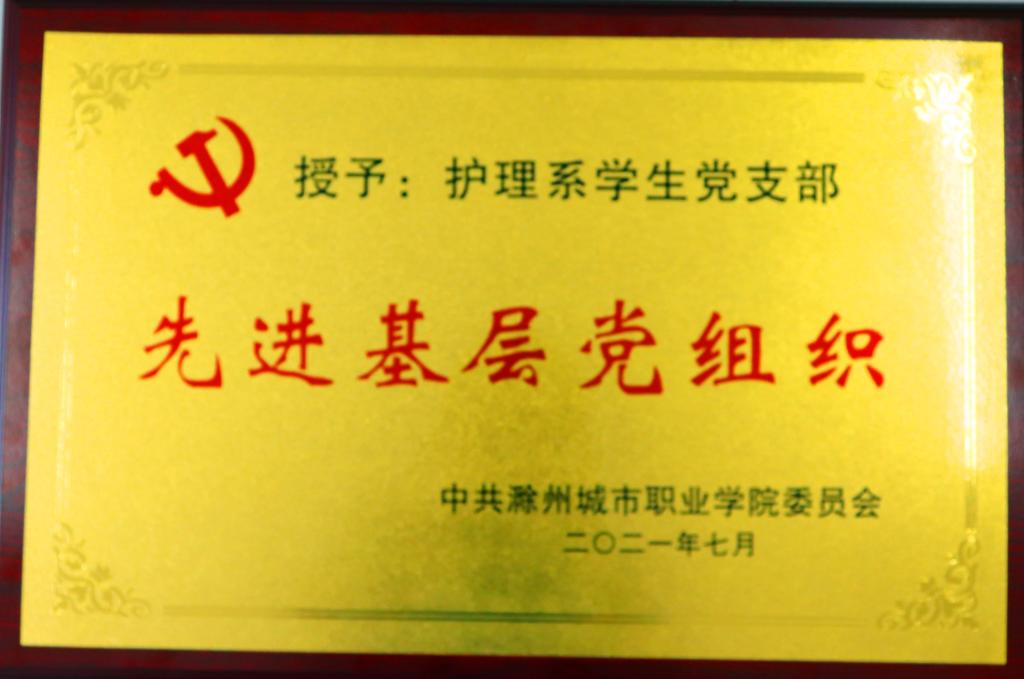 授予：护理系学生党支部
先进基层党组织
中共滁州城市职业学院委员会
二〇二一年七月